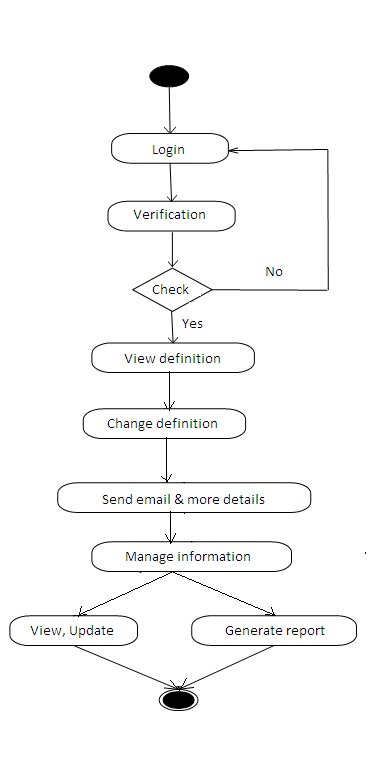 Login
Verification
Check
No
Yes
View definition
Change definition
Send email & more details
Manage information
View, Update
Generate report